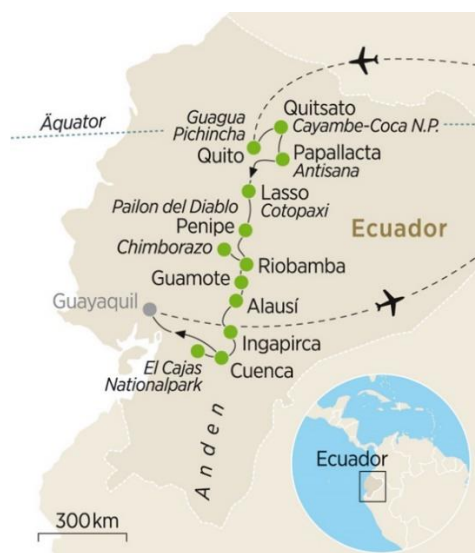 Äquator
Guagua
Pichincha
Quitsato
Cayambe-Coca N.P.
Quito
Papallacta
Antisana
Lasso
Cotopaxi
Pailon del Diablo
Penipe
Ecuador
Chimborazo
Riobamba
Guamote
Guayaquil
Alausí
Ingapirca
El Cajas
Nationalpark
Cuenca
Anden
Ecuador
300 km